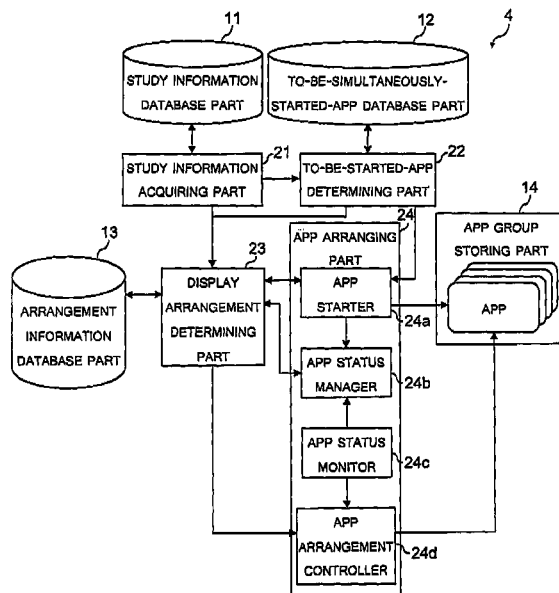 11
12
4
STUDY INFORMATION
DATABASE PART
TO-BE-SIMULTANEOUSLY-
STARTED-APP DATABASE PART
21
22
STUDY INFORMATION
ACQUIRING PART
TO-BE-STARTED-APP
DETERMINING PART
13
23
24
14
ARRANGEMENT
INFORMATION
DATABASE PART
DISPLAY
ARRANGEMENT
DETERMINING
PART
APP ARRANGING
PART
APP
STARTER
24a
APP GROUP
STORING PART
APP
APP STATUS
MANAGER
24b
APP STATUS
MONITOR
24c
APP
ARRANGEMENT
CONTROLLER
24d